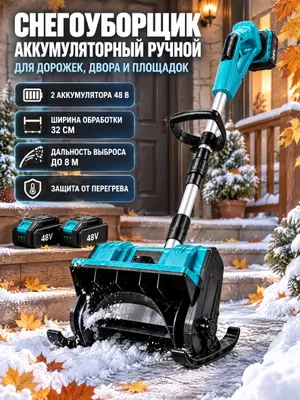 СНЕГОУБОРЩИК
АККУМУЛЯТОРНЫЙ РУЧНОЙ
ДЛЯ ДОРОЖЕК, ДВОРА И ПЛОЩАДОК
2 АККУМУЛЯТОРА 48 В
ШИРИНА ОБРАБОТКИ
32 СМ
ДАЛЬНОСТЬ ВЫБРОСА
ДО 8 М
ЗАЩИТА ОТ ПЕРЕГРЕВА
48V
48V